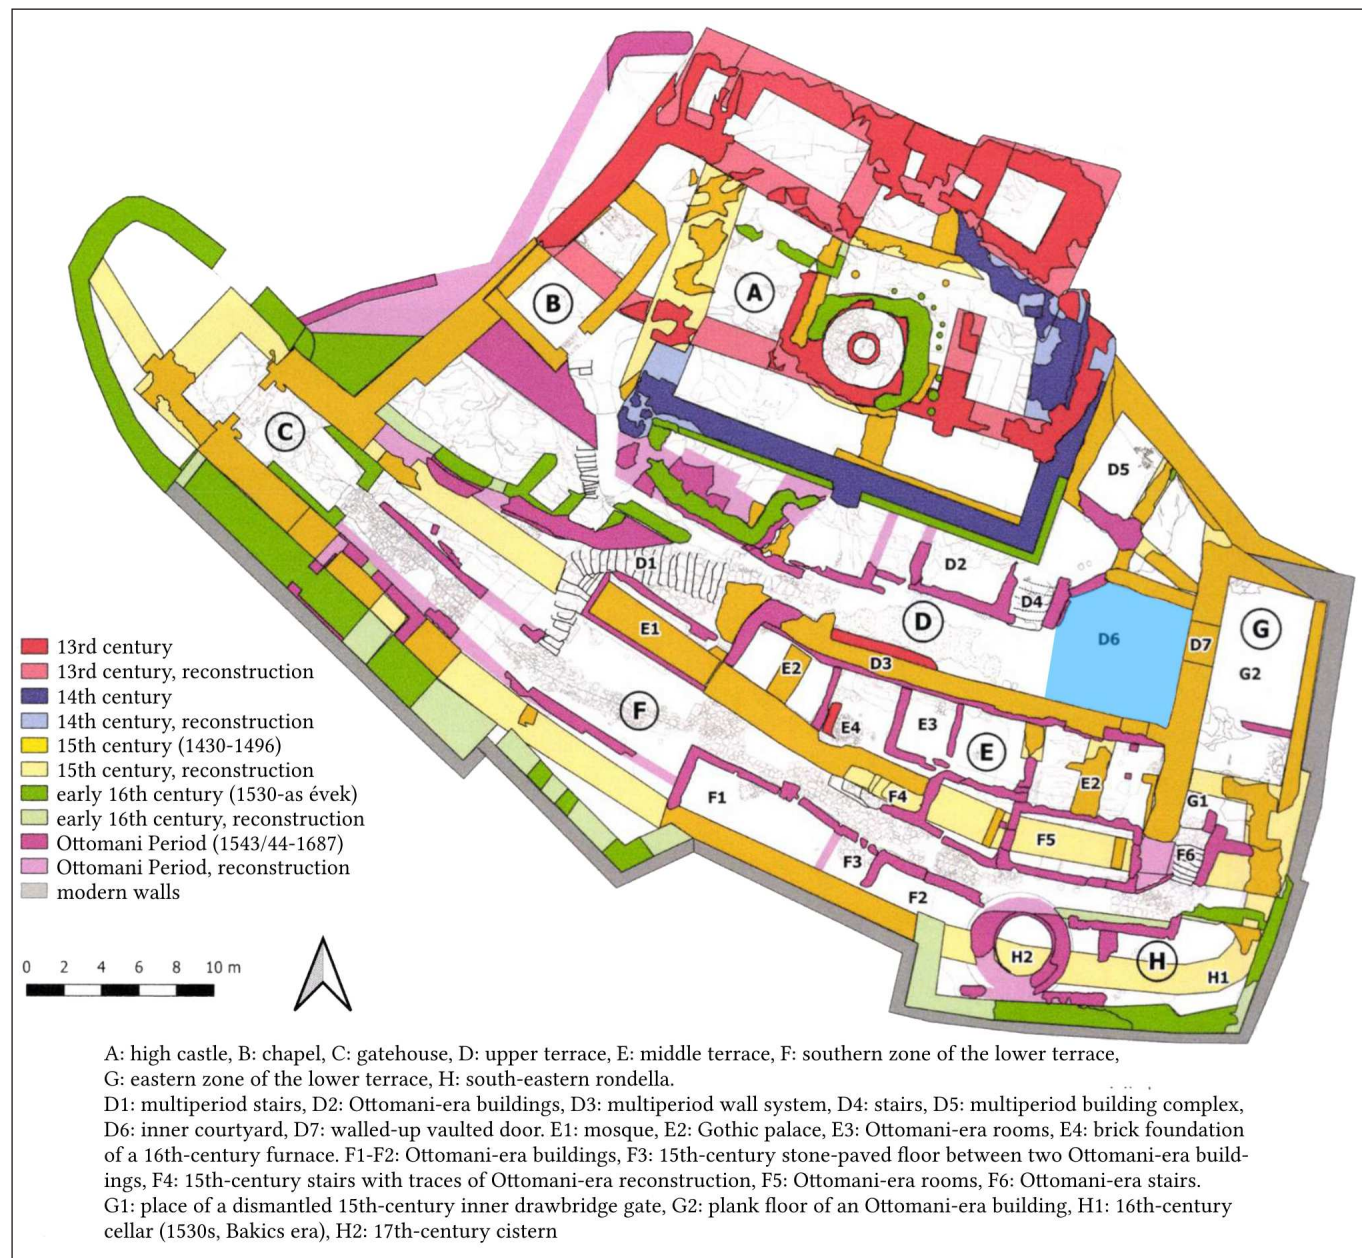 A
B
C
D5
D1
D2
D4
D
D6
D7
G
G2
E1
E2
D3
E4
E3
E
E2
F
F1
F4
F5
G1
F6
F3
F2
H2
H
H1
13rd century
13rd century, reconstruction
14th century
14th century, reconstruction
15th century (1430-1496)
15th century, reconstruction
early 16th century (1530-as évek)
early 16th century, reconstruction
Ottomani Period (1543/44-1687)
Ottomani Period, reconstruction
modern walls
0 2 4 6 8 10 m
A: high castle, B: chapel, C: gatehouse, D: upper terrace, E: middle terrace, F: southern zone of the lower terrace,
G: eastern zone of the lower terrace, H: south-eastern rondella.
D1: multiperiod stairs, D2: Ottomani-era buildings, D3: multiperiod wall system, D4: stairs, D5: multiperiod building complex,
D6: inner courtyard, D7: walled-up vaulted door. E1: mosque, E2: Gothic palace, E3: Ottomani-era rooms, E4: brick foundation
of a 16th-century furnace. F1-F2: Ottomani-era buildings, F3: 15th-century stone-paved floor between two Ottomani-era build-
ings, F4: 15th-century stairs with traces of Ottomani-era reconstruction, F5: Ottomani-era rooms, F6: Ottomani-era stairs.
G1: place of a dismantled 15th-century inner drawbridge gate, G2: plank floor of an Ottomani-era building, H1: 16th-century
cellar (1530s, Bakics era), H2: 17th-century cistern